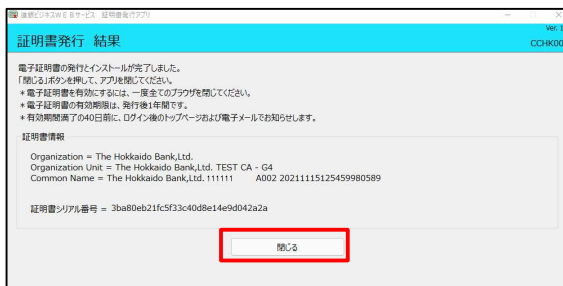 道銀ビジネスWEBサービス 証明書発行アプリ
Ver. 1
証明書発行 結果
CCHK00
電子証明書の発行とインストールが完了しました。
「閉じる」ボタンを押して、アプリを閉じてください。
*電子証明書を有効にするには、一度全てのブラウザを閉じてください。
*電子証明書の有効期限は、発行後1年間です。
*有効期間満了の40日前に、ログイン後のトップページおよび電子メールでお知らせします。
証明書情報
Organization = The Hokkaido Bank,Ltd.
Organization Unit = The Hokkaido Bank,Ltd. TEST CA - G4
Common Name = The Hokkaido Bank,Ltd. 111111 A002 20211115125459980589
証明書シリアル番号 = 3ba80eb21fc5f33c40d8e14e9d042a2a
閉じる